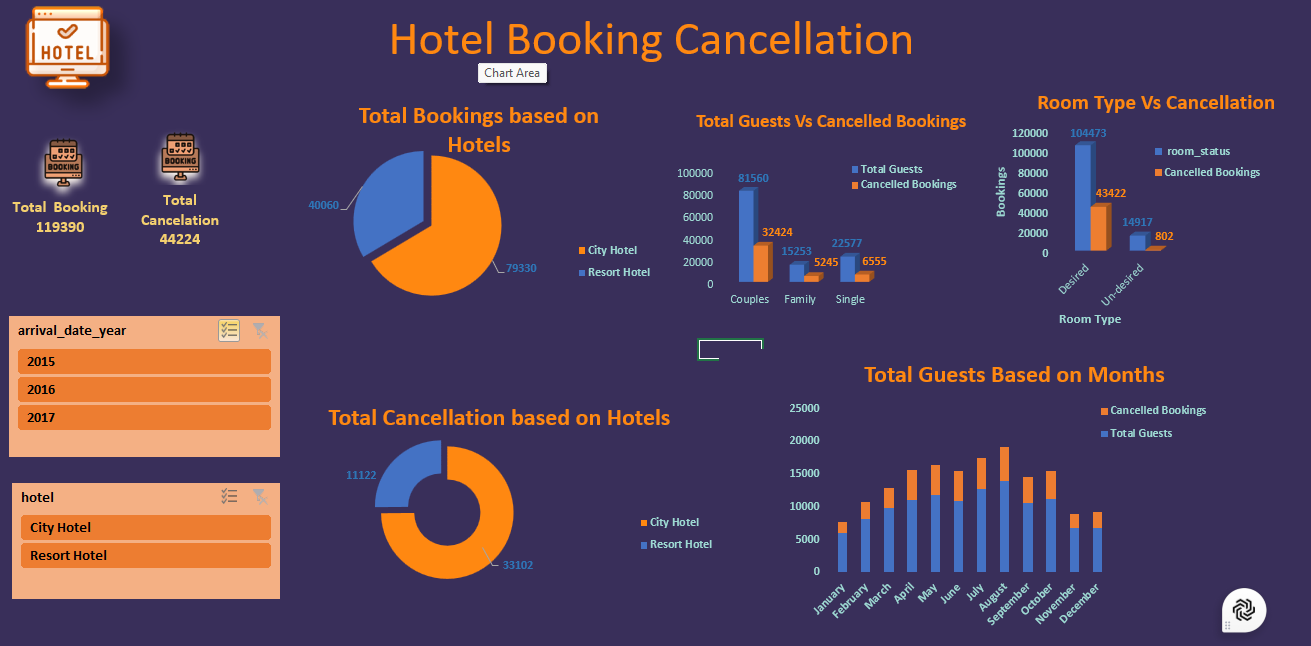 HOTEL
Hotel Booking Cancellation
Chart Area
BOOKING
Total Booking
119390
BOOKING
Total
Cancelation
44224
Total Bookings based on
Hotels
40060
79330
City Hotel
Resort Hotel
Total Guests Vs Cancelled Bookings
Total Guests
Cancelled Bookings
100000
80000
60000
40000
20000
0
81560
32424
15253
5245
22577
6555
Couples
Family
Single
Room Type Vs Cancellation
Bookings
120000
100000
80000
60000
40000
20000
0
104473
43422
14917
802
room_status
Cancelled Bookings
Desired
Un-desired
Room Type
arrival_date_year
2015
2016
2017
hotel
City Hotel
Resort Hotel
Total Cancellation based on Hotels
11122
33102
City Hotel
Resort Hotel
Total Guests Based on Months
25000
20000
15000
10000
5000
0
Cancelled Bookings
Total Guests
January
February
March
April
May
June
July
August
September
October
November
December